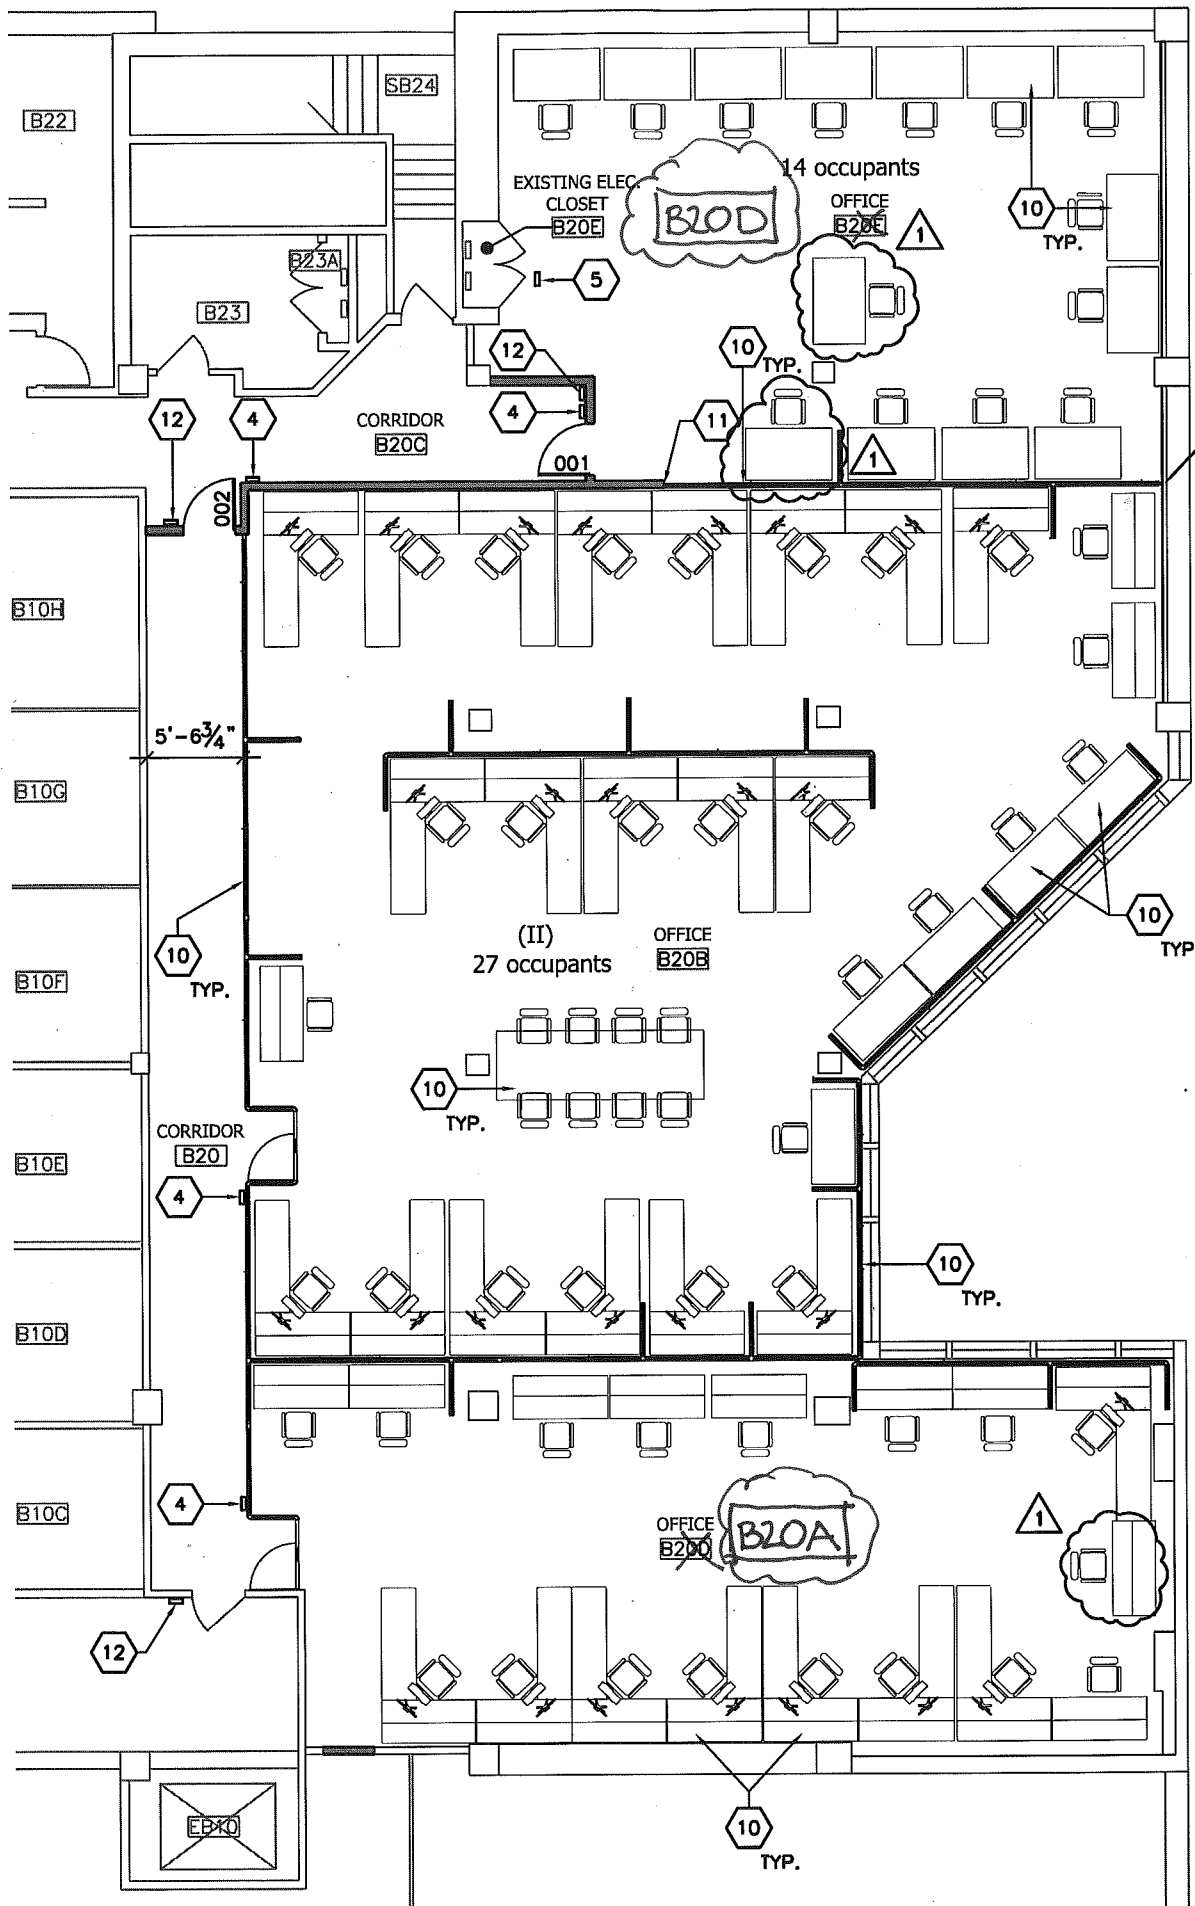 SB24
B22
14 occupants
EXISTING ELEC.
CLOSET
B20E
B20D
OFFICE
B20E
1
10
TYP.
B23A
5
B23
12
10
TYP.
4
11
12
4
CORRIDOR
B20C
001
1
002
B10H
5'-6¾"
B10G
10
TYP.
(II)
27 occupants
OFFICE
B20B
10
TYP.
B10F
10
TYP.
CORRIDOR
B20
B10E
4
10
TYP.
B10D
4
B10C
OFFICE
B20D
B20A
1
12
10
TYP.
EB10